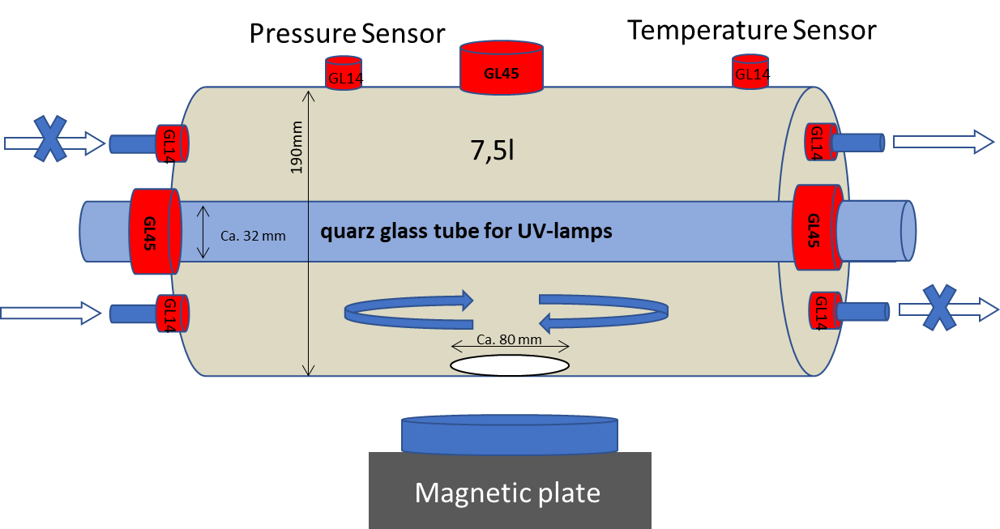 Pressure Sensor
Temperature Sensor
GL14
GL45
GL14
GL14
190mm
7,5l
GL14
GL45
Ca. 32 mm
quarz glass tube for UV-lamps
GL45
GL14
Ca. 80 mm
GL14
Magnetic plate